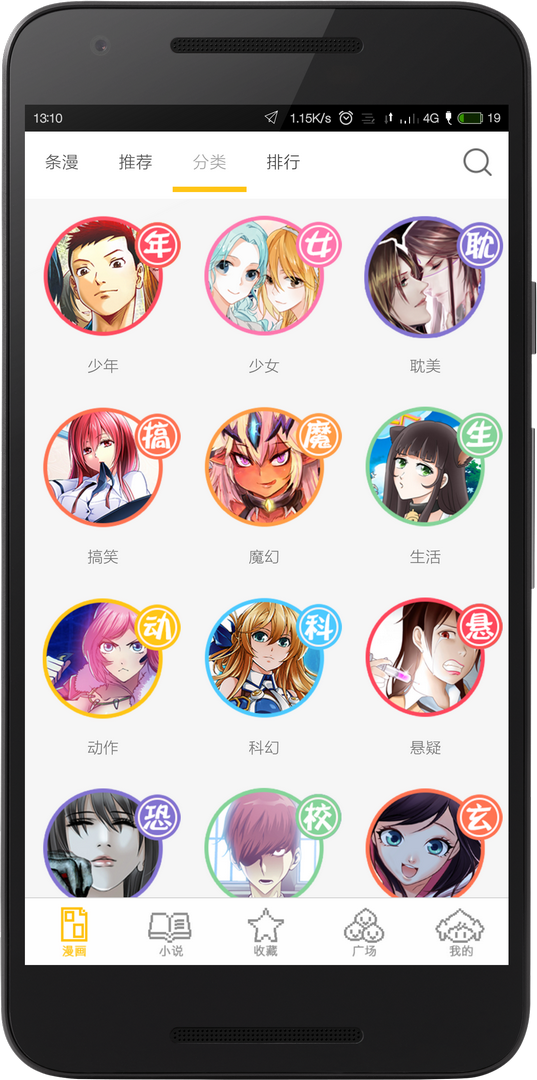 13:10 1.15K/s 4G 19
条漫 推荐 分类 排行
年 女 耽
少年 少女 耽美
搞 魔 生
搞笑 魔幻 生活
动 科 悬
动作 科幻 悬疑
恐 校 玄
漫画 小说 收藏 广场 我的